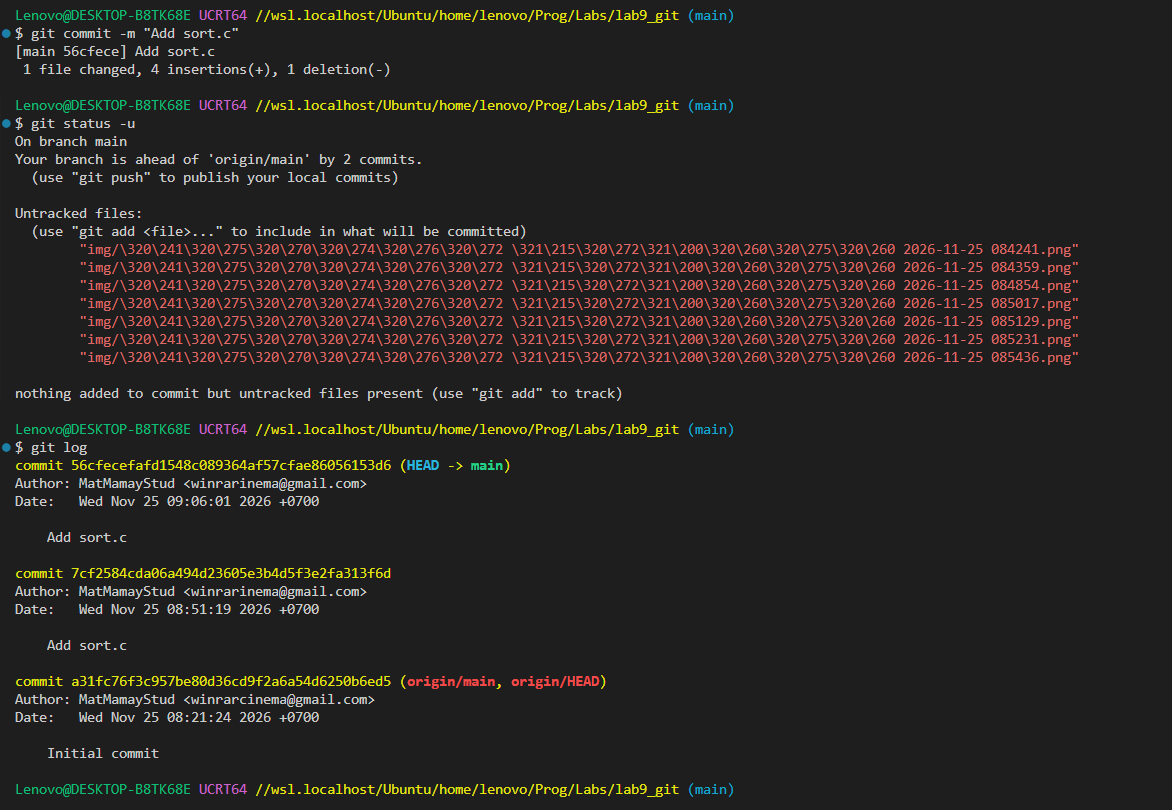 Lenovo@DESKTOP-B8TK68E UCRT64 //wsl.localhost/Ubuntu/home/lenovo/Prog/Labs/lab9_git (main)
$ git commit -m "Add sort.c"
[main 56cfece] Add sort.c
 1 file changed, 4 insertions(+), 1 deletion(-)

Lenovo@DESKTOP-B8TK68E UCRT64 //wsl.localhost/Ubuntu/home/lenovo/Prog/Labs/lab9_git (main)
$ git status -u
On branch main
Your branch is ahead of 'origin/main' by 2 commits.
  (use "git push" to publish your local commits)

Untracked files:
  (use "git add <file>..." to include in what will be committed)
        "img/\320\241\320\275\320\270\320\274\320\276\320\272 \321\215\320\272\321\200\320\260\320\275\320\260 2026-11-25 084241.png"
        "img/\320\241\320\275\320\270\320\274\320\276\320\272 \321\215\320\272\321\200\320\260\320\275\320\260 2026-11-25 084359.png"
        "img/\320\241\320\275\320\270\320\274\320\276\320\272 \321\215\320\272\321\200\320\260\320\275\320\260 2026-11-25 084854.png"
        "img/\320\241\320\275\320\270\320\274\320\276\320\272 \321\215\320\272\321\200\320\260\320\275\320\260 2026-11-25 085017.png"
        "img/\320\241\320\275\320\270\320\274\320\276\320\272 \321\215\320\272\321\200\320\260\320\275\320\260 2026-11-25 085129.png"
        "img/\320\241\320\275\320\270\320\274\320\276\320\272 \321\215\320\272\321\200\320\260\320\275\320\260 2026-11-25 085231.png"
        "img/\320\241\320\275\320\270\320\274\320\276\320\272 \321\215\320\272\321\200\320\260\320\275\320\260 2026-11-25 085436.png"

nothing added to commit but untracked files present (use "git add" to track)

Lenovo@DESKTOP-B8TK68E UCRT64 //wsl.localhost/Ubuntu/home/lenovo/Prog/Labs/lab9_git (main)
$ git log
commit 56cfecefafd1548c089364af57cfae86056153d6 (HEAD -> main)
Author: MatMamayStud <winrarinema@gmail.com>
Date:   Wed Nov 25 09:06:01 2026 +0700

    Add sort.c

commit 7cf2584cda06a494d23605e3b4d5f3e2fa313f6d
Author: MatMamayStud <winrarinema@gmail.com>
Date:   Wed Nov 25 08:51:19 2026 +0700

    Add sort.c

commit a31fc76f3c957be80d36cd9f2a6a54d6250b6ed5 (origin/main, origin/HEAD)
Author: MatMamayStud <winrarcinema@gmail.com>
Date:   Wed Nov 25 08:21:24 2026 +0700

    Initial commit

Lenovo@DESKTOP-B8TK68E UCRT64 //wsl.localhost/Ubuntu/home/lenovo/Prog/Labs/lab9_git (main)